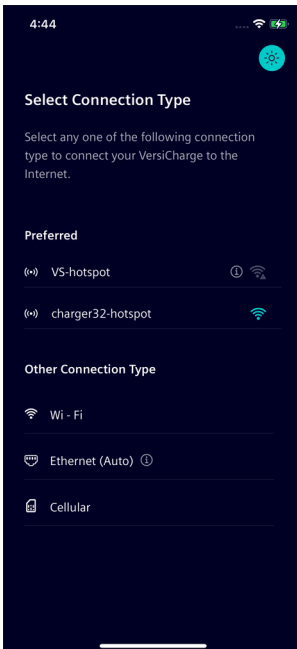 4:44
Select Connection Type
Select any one of the following connection
type to connect your VersiCharge to the
Internet.
Preferred
VS-hotspot
charger32-hotspot
Other Connection Type
Wi - Fi
Ethernet (Auto)
Cellular